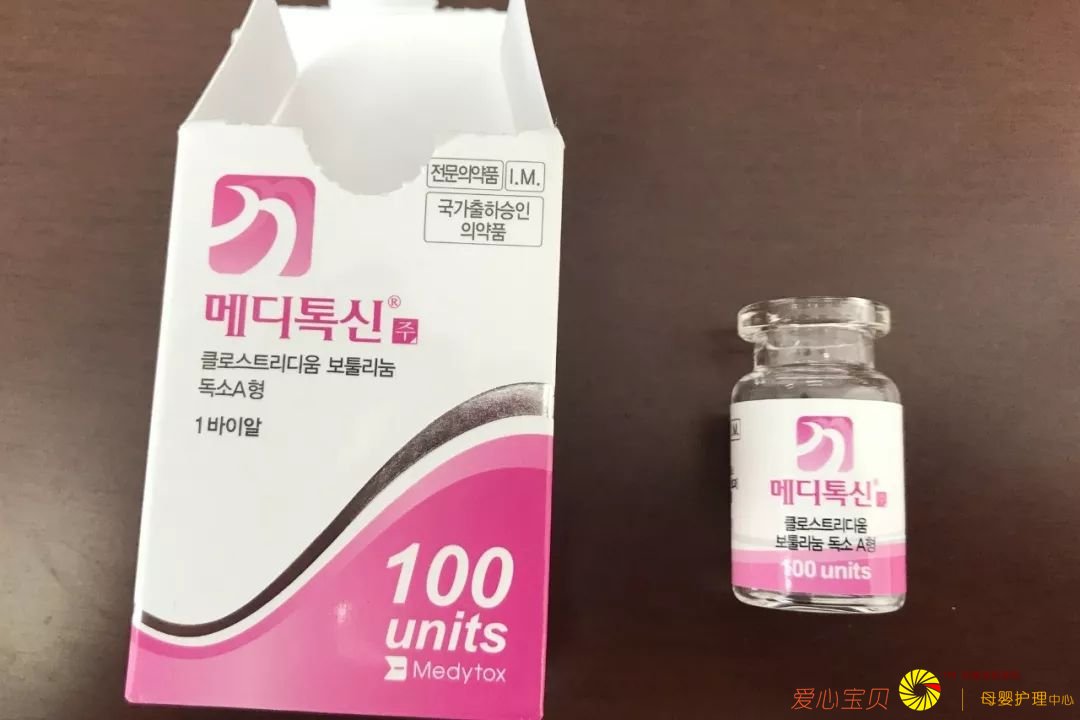 전문의약품 I.M.
국가출하승인
의약품
메디톡신® 주
클로스트리디움 보툴리눔
독소A형
1바이알
100
units
Medytox
메디톡신® 주
클로스트리디움
보툴리눔 독소 A형
100 units
爱心宝贝 | 母婴护理中心